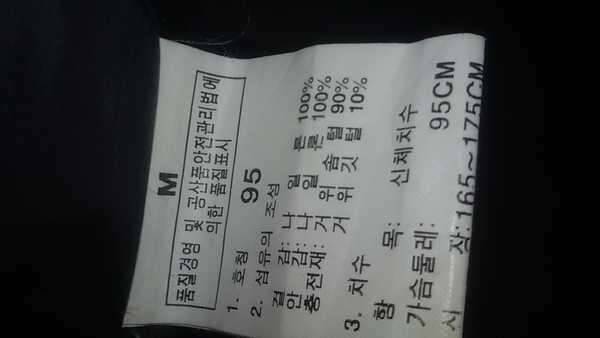 M
품질경영 및 공산품안전관리법에
의한 품질표시
1. 호칭 95
2. 섬유의 조성
겉감: 나일론 100%
안감: 나일론 100%
충전재: 거위솜털 90%
거위깃털 10%
3. 치수
항목: 신체치수
가슴둘레: 95CM
신장: 165~175CM